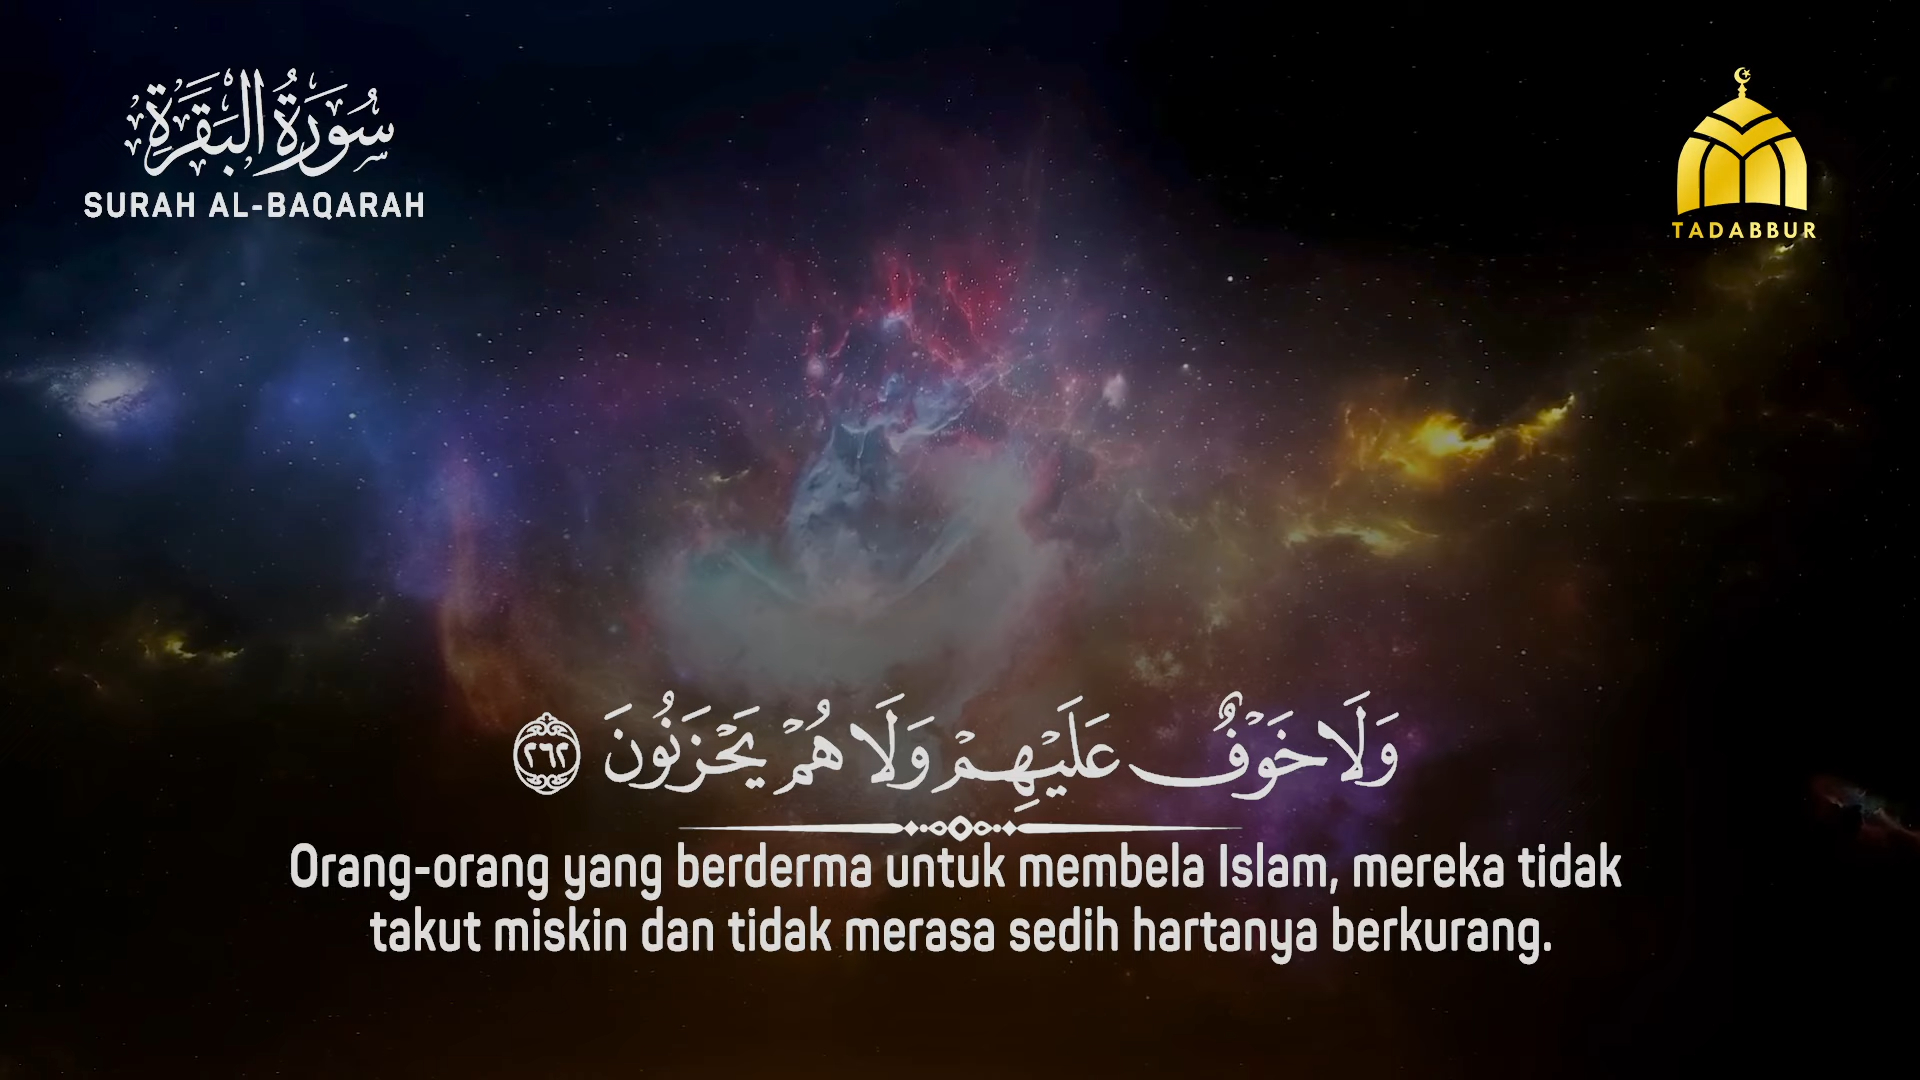 سُورَةُ الْبَقَرَةِ
SURAH AL-BAQARAH
TADABBUR
وَلَا خَوْفٌ عَلَيْهِمْ وَلَا هُمْ يَحْزَنُونَ ٢٦٢
Orang-orang yang berderma untuk membela Islam, mereka tidak
takut miskin dan tidak merasa sedih hartanya berkurang.